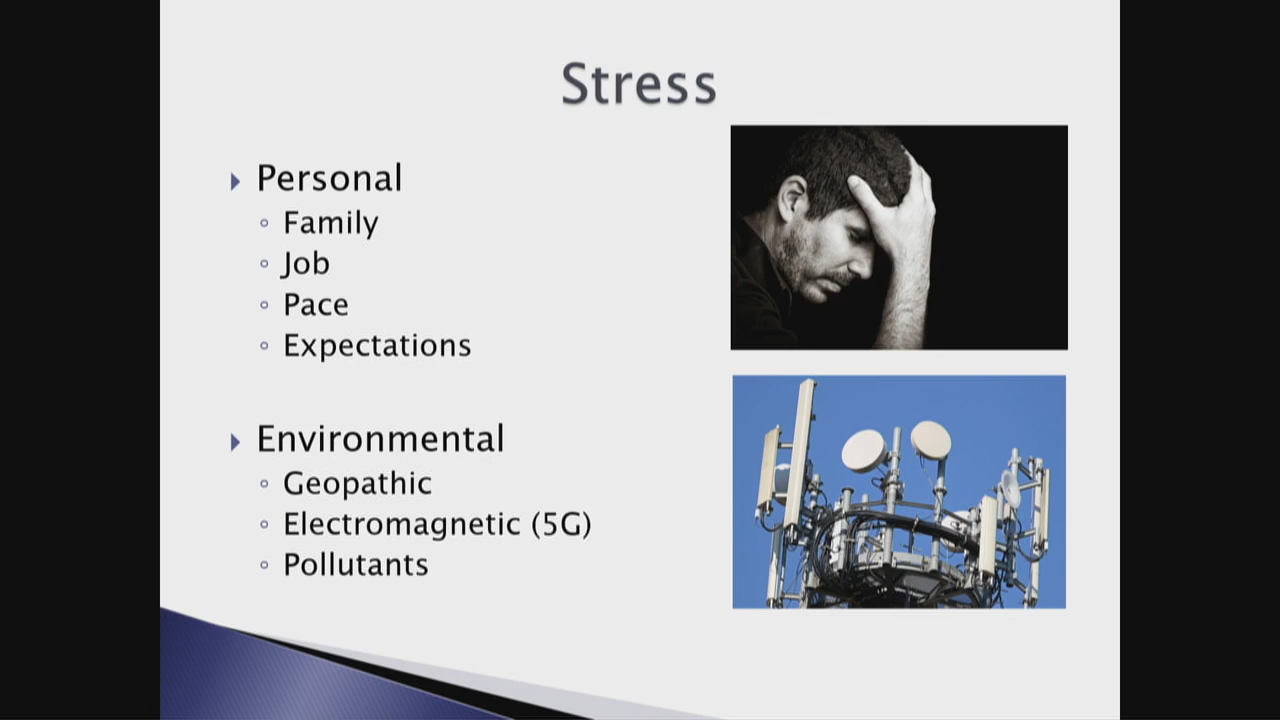 Stress
Personal
Family
Job
Pace
Expectations
Environmental
Geopathic
Electromagnetic (5G)
Pollutants